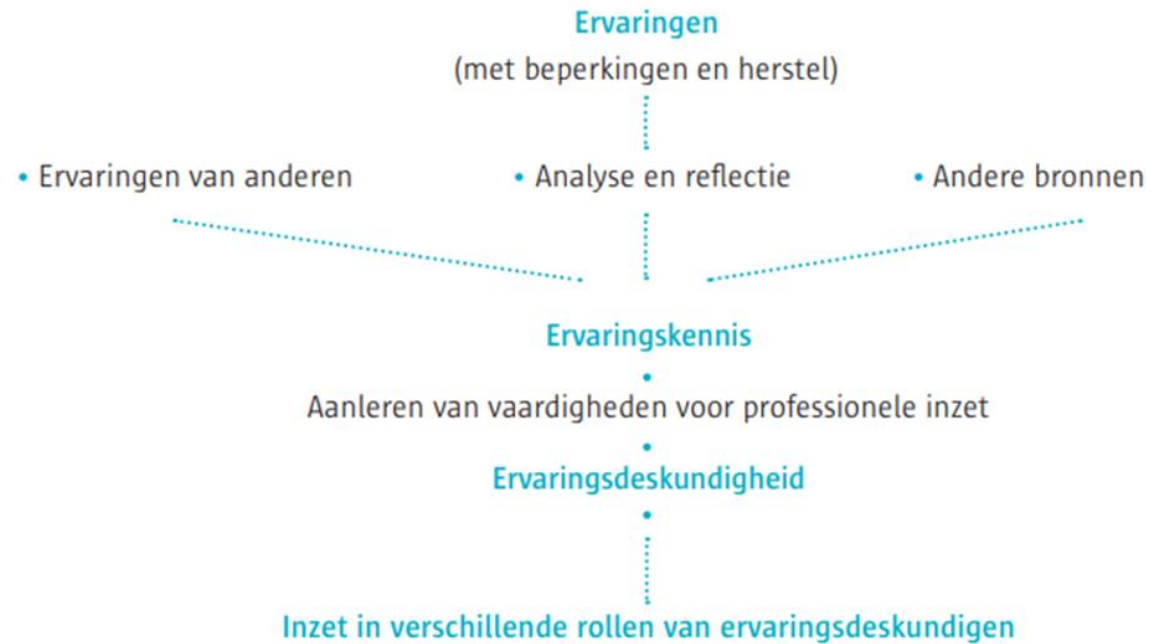 Ervaringen
(met beperkingen en herstel)
• Ervaringen van anderen
• Analyse en reflectie
• Andere bronnen
Ervaringskennis
Aanleren van vaardigheden voor professionele inzet
Ervaringsdeskundigheid
Inzet in verschillende rollen van ervaringsdeskundigen